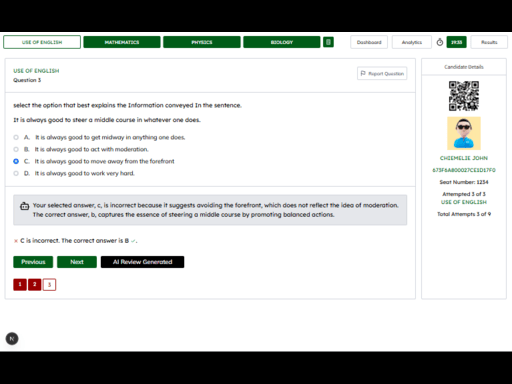 USE OF ENGLISH
MATHEMATICS
PHYSICS
BIOLOGY
Dashboard
Analytics
19:55
Results
USE OF ENGLISH
Question 3
Report Question
select the option that best explains the Information conveyed In the sentence.
It is always good to steer a middle course in whatever one does.
A. It is always good to get midway in anything one does.
B. It is always good to act with moderation.
C. It is always good to move away from the forefront
D. It is always good to work very hard.
Your selected answer, c, is incorrect because it suggests avoiding the forefront, which does not reflect the idea of moderation.
The correct answer, b, captures the essence of steering a middle course by promoting balanced actions.
× C is incorrect. The correct answer is B ✓.
Previous
Next
AI Review Generated
1
2
3
Candidate Details
CHIEMELIE JOHN
Seat Number: 1234
Attempted 3 of 3
USE OF ENGLISH
Total Attempts 3 of 9
N